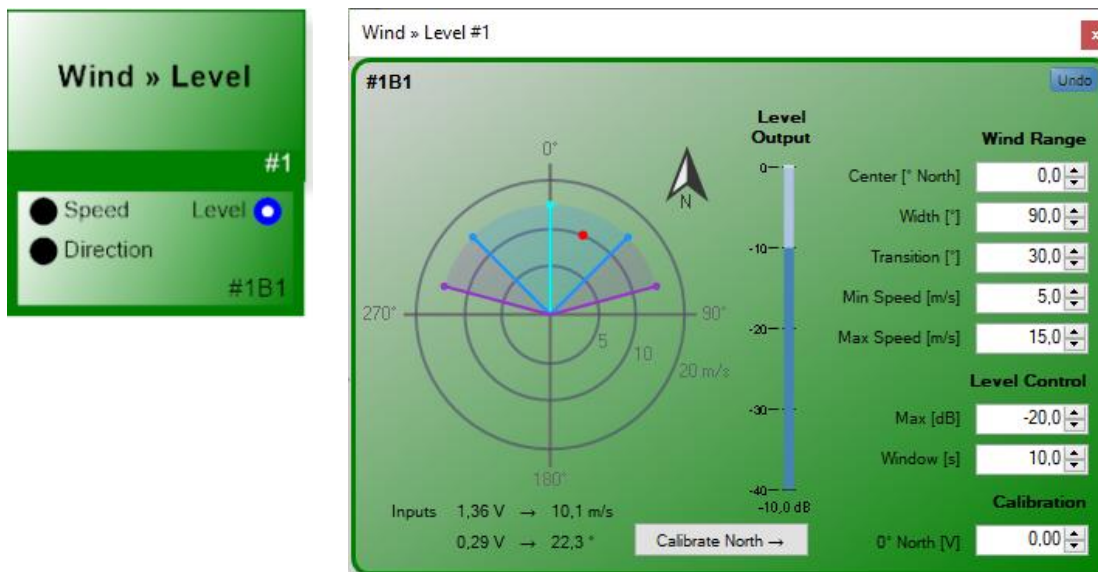 Wind » Level
#1
Speed
Level
Direction
#1B1
Wind » Level #1
x
#1B1
Undo
0°
N
270°
90°
5
10
20 m/s
180°
Inputs 1,36 V → 10,1 m/s
0,29 V → 22,3 °
Calibrate North →
Level
Output
0
-10
-20
-30
-40
-10,0 dB
Wind Range
Center [° North] 0,0
Width [°] 90,0
Transition [°] 30,0
Min Speed [m/s] 5,0
Max Speed [m/s] 15,0
Level Control
Max [dB] -20,0
Window [s] 10,0
Calibration
0° North [V] 0,00